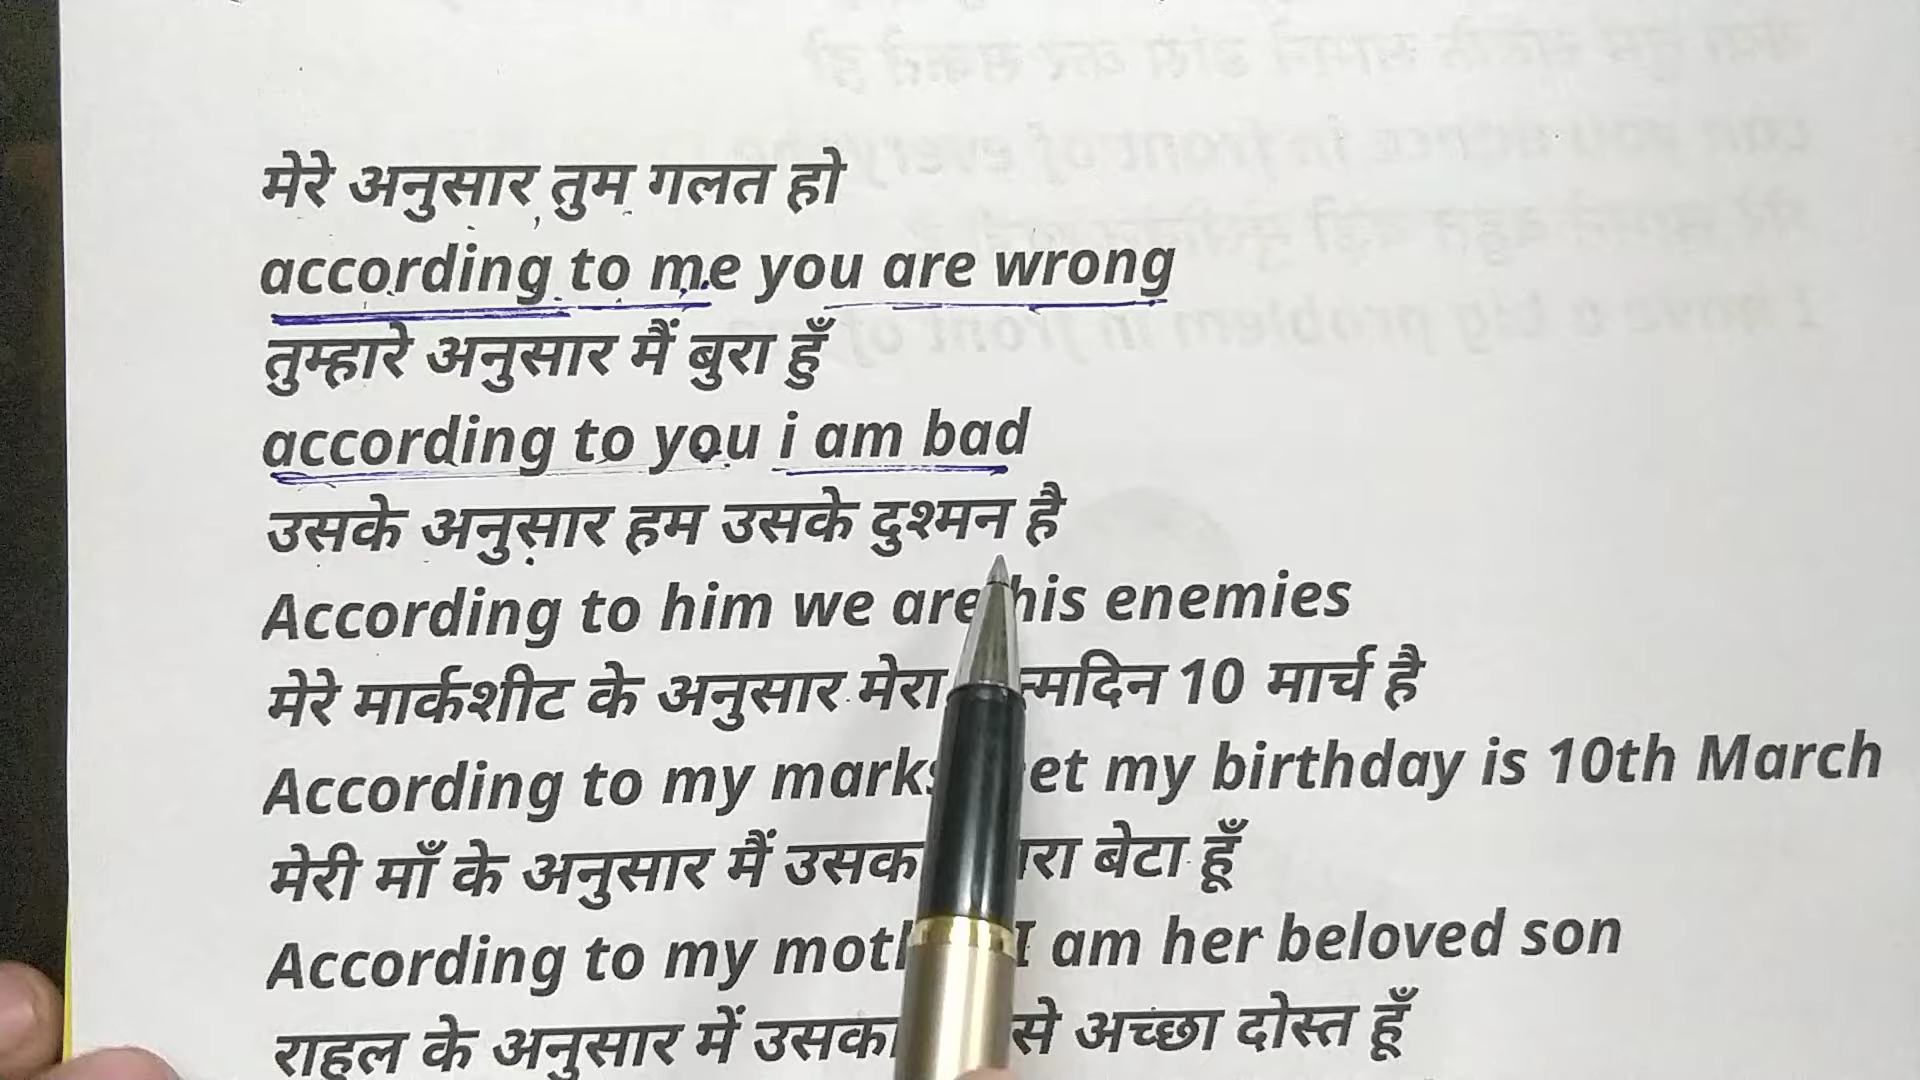 मेरे अनुसार तुम गलत हो
according to me you are wrong
तुम्हारे अनुसार मैं बुरा हुँ
according to you i am bad
उसके अनुसार हम उसके दुश्मन है
According to him we are his enemies
मेरे मार्कशीट के अनुसार मेरा 10 मार्च है
According to my my birthday is 10th March
मेरी माँ के अनुसार मैं बेटा हूँ
According to my I am her beloved son
राहुल के अनुसार में उसका अच्छा दोस्त हूँ